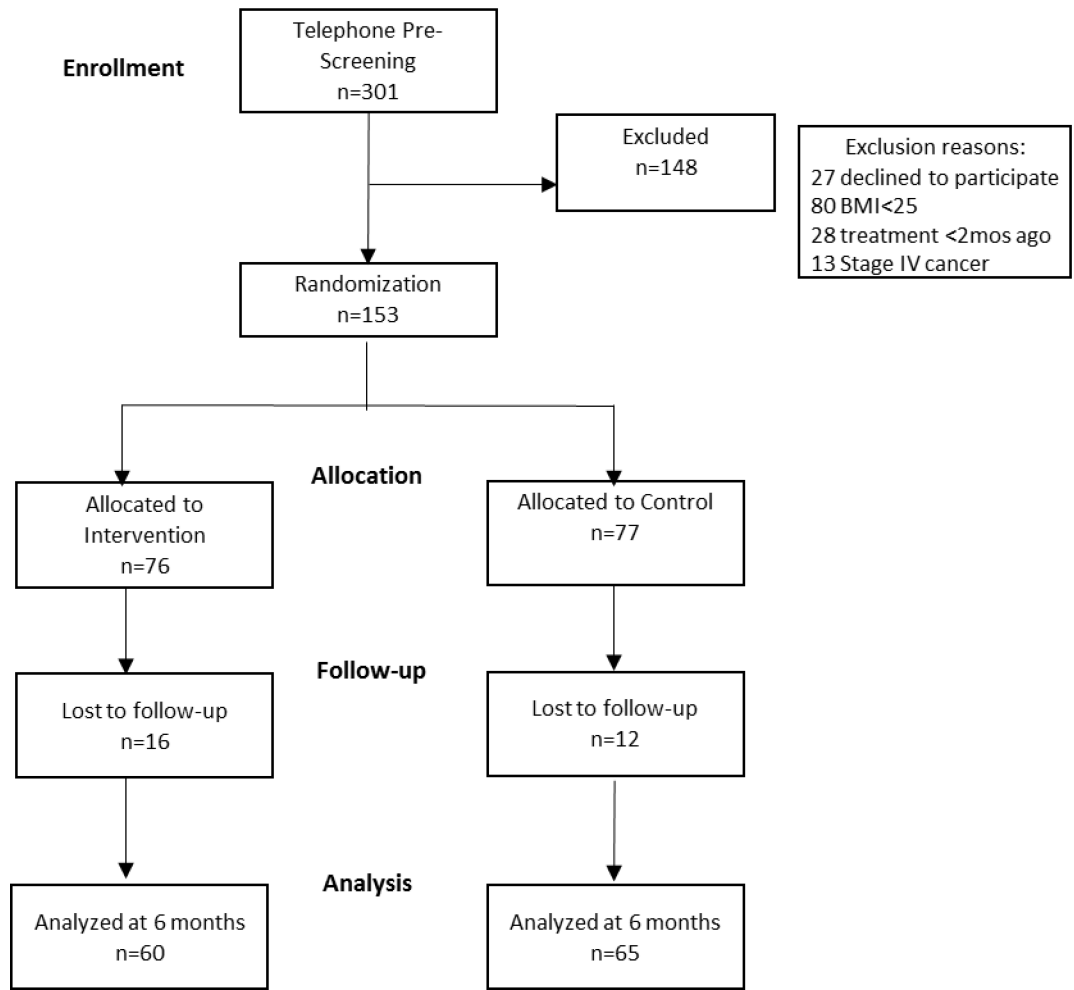 Enrollment
Telephone Pre-
Screening
n=301
Excluded
n=148
Exclusion reasons:
27 declined to participate
80 BMI<25
28 treatment <2mos ago
13 Stage IV cancer
Randomization
n=153
Allocation
Allocated to
Intervention
n=76
Allocated to Control
n=77
Follow-up
Lost to follow-up
n=16
Lost to follow-up
n=12
Analysis
Analyzed at 6 months
n=60
Analyzed at 6 months
n=65